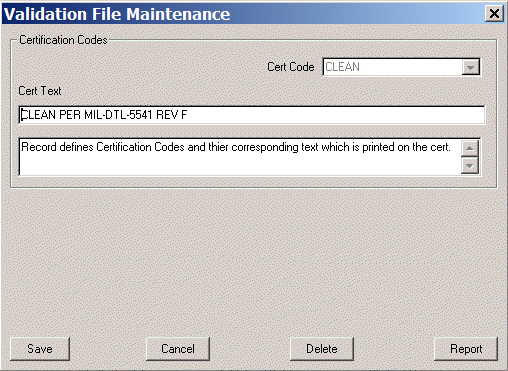 Validation File Maintenance
Certification Codes
Cert Code CLEAN
Cert Text
CLEAN PER MIL-DTL-5541 REV F
Record defines Certification Codes and thier corresponding text which is printed on the cert.
Save Cancel Delete Report